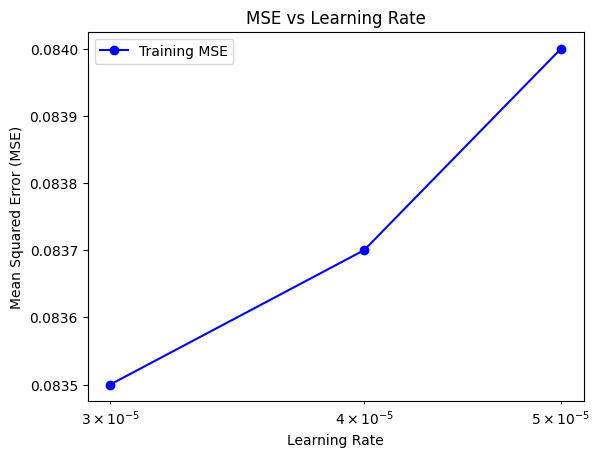 MSE vs Learning Rate
Training MSE
Mean Squared Error (MSE)
0.0840
0.0839
0.0838
0.0837
0.0836
0.0835
3 × 10⁻⁵
4 × 10⁻⁵
5 × 10⁻⁵
Learning Rate